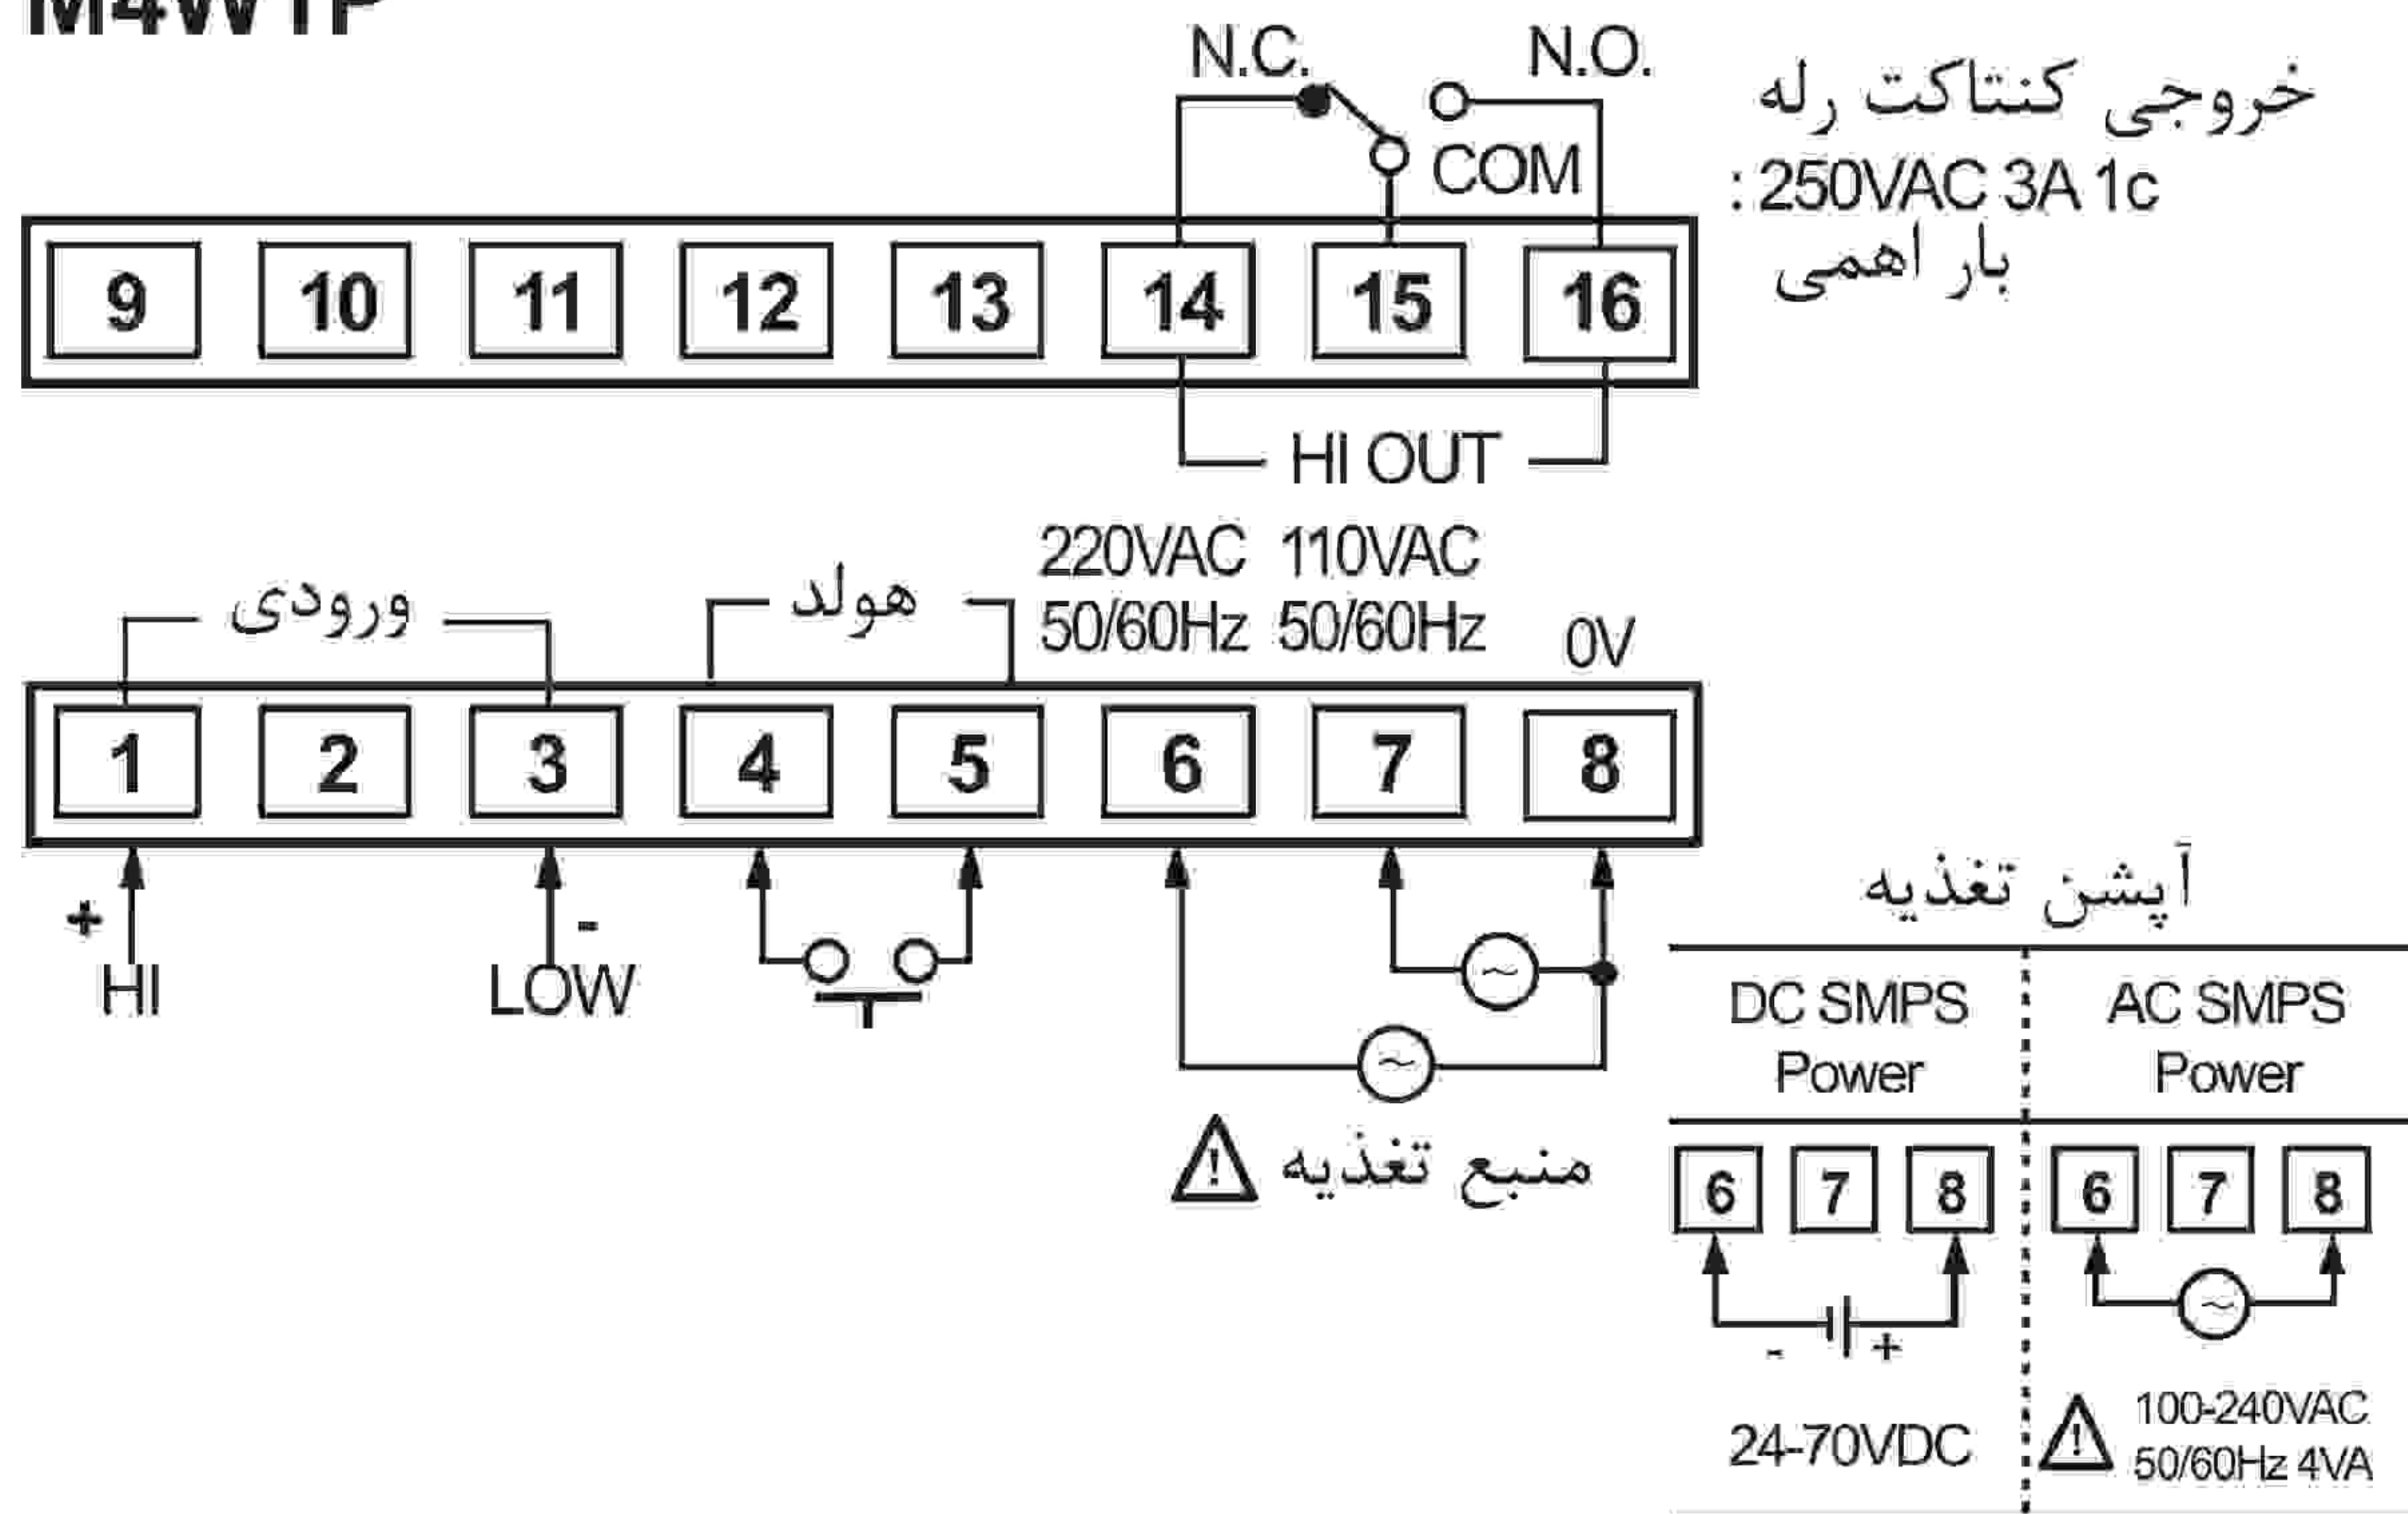 M4W1P
N.C. N.O.
COM
خروجی کنتاکت رله
: 250VAC 3A 1c
بار اهمی
9 10 11 12 13 14 15 16
HI OUT
220VAC 110VAC
50/60Hz 50/60Hz
0V
ورودی
هولد
1 2 3 4 5 6 7 8
+ -
HI LOW
منبع تغذیه
!
آپشن تغذیه
DC SMPS
Power
AC SMPS
Power
6 7 8
6 7 8
- +
24-70VDC
!
100-240VAC
50/60Hz 4VA